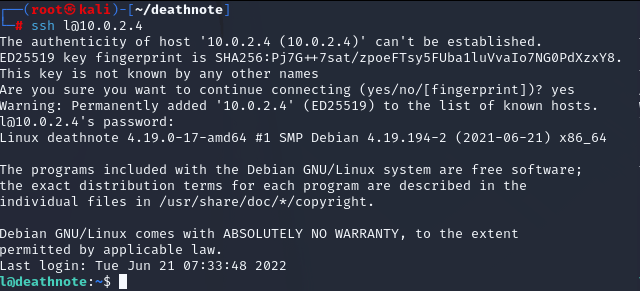 ┌──(root㉿kali)-[~/deathnote]
└─# ssh l@10.0.2.4
The authenticity of host '10.0.2.4 (10.0.2.4)' can't be established.
ED25519 key fingerprint is SHA256:Pj7G++7sat/zpoeFTsy5FUba1luVvaIo7NG0PdXzxY8.
This key is not known by any other names
Are you sure you want to continue connecting (yes/no/[fingerprint])? yes
Warning: Permanently added '10.0.2.4' (ED25519) to the list of known hosts.
l@10.0.2.4's password:
Linux deathnote 4.19.0-17-amd64 #1 SMP Debian 4.19.194-2 (2021-06-21) x86_64

The programs included with the Debian GNU/Linux system are free software;
the exact distribution terms for each program are described in the
individual files in /usr/share/doc/*/copyright.

Debian GNU/Linux comes with ABSOLUTELY NO WARRANTY, to the extent
permitted by applicable law.
Last login: Tue Jun 21 07:33:48 2022
l@deathnote:~$